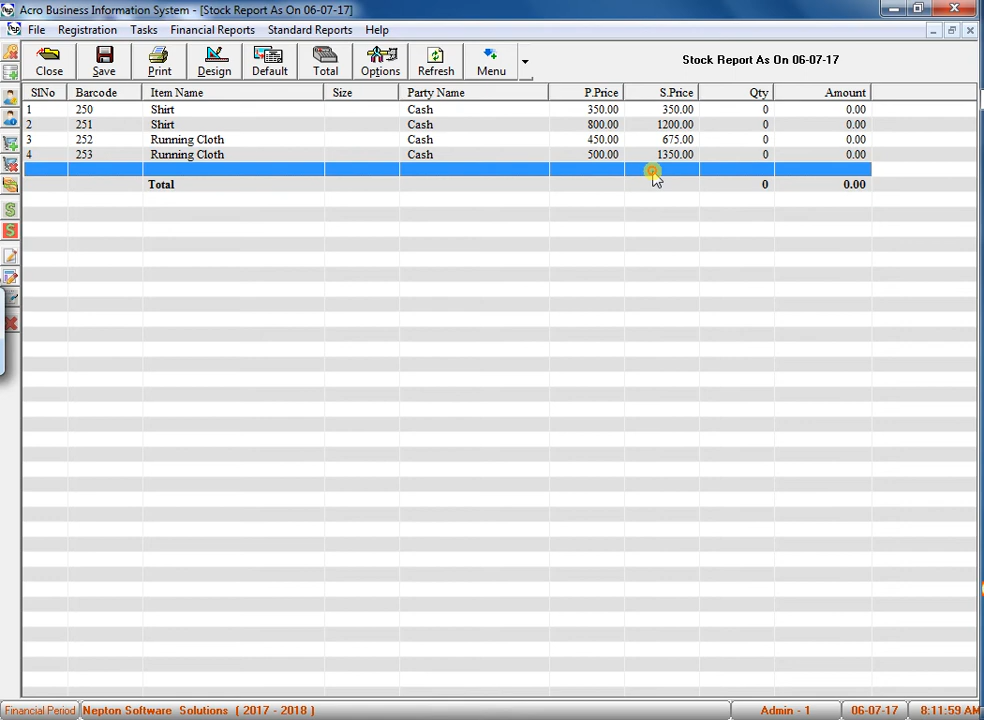 Acro Business Information System - [Stock Report As On 06-07-17]
File Registration Tasks Financial Reports Standard Reports Help
Close Save Print Design Default Total Options Refresh Menu Stock Report As On 06-07-17
SlNo Barcode Item Name Size Party Name P.Price S.Price Qty Amount
1 250 Shirt Cash 350.00 350.00 0 0.00
2 251 Shirt Cash 800.00 1200.00 0 0.00
3 252 Running Cloth Cash 450.00 675.00 0 0.00
4 253 Running Cloth Cash 500.00 1350.00 0 0.00
Total 0 0.00
Financial Period Nepton Software Solutions ( 2017 - 2018 ) Admin - 1 06-07-17 8:11:59 AM